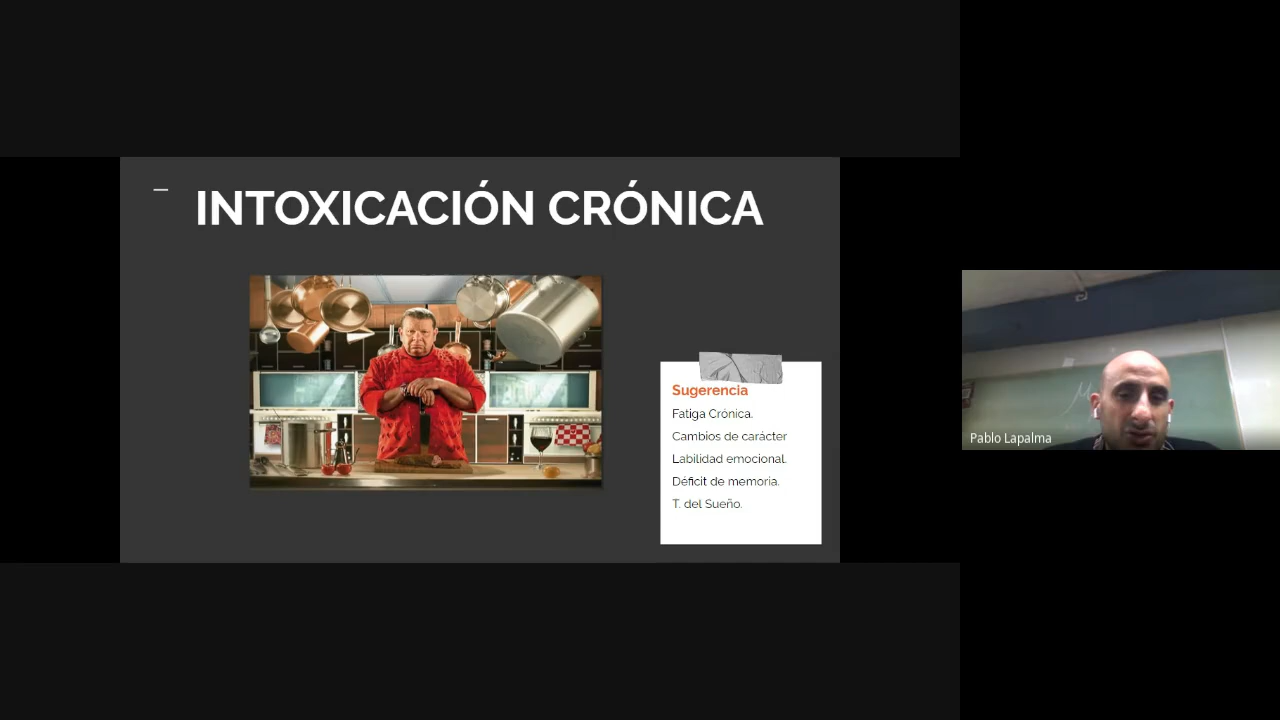 INTOXICACIÓN CRÓNICA
Sugerencia
Fatiga Crónica.
Cambios de carácter
Labilidad emocional.
Déficit de memoria.
T. del Sueño.
Pablo Lapalma